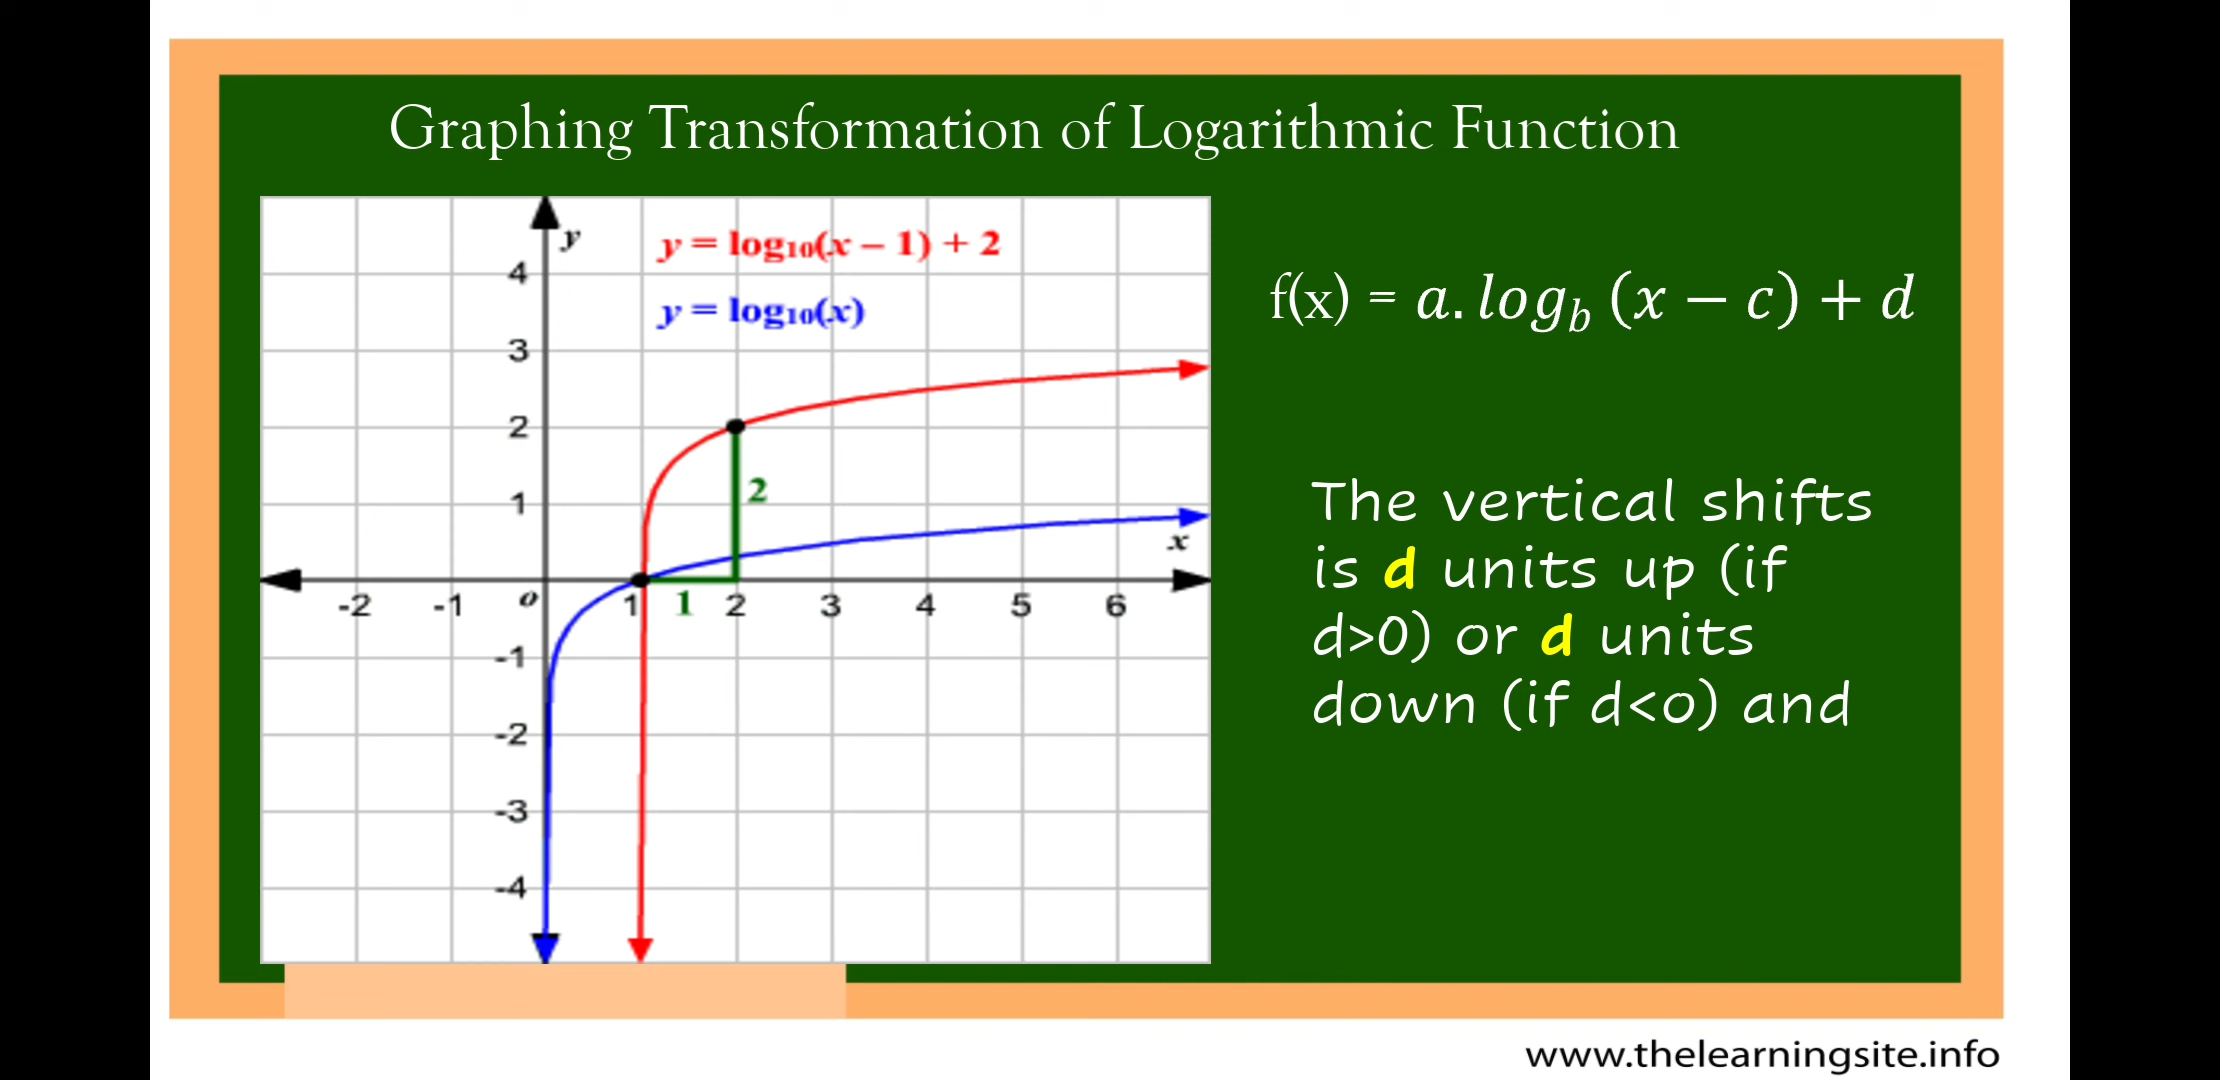 Graphing Transformation of Logarithmic Function
y
y = log₁₀(x – 1) + 2
y = log₁₀(x)
4
3
2
1
2
x
-2 -1 o 1 1 2 3 4 5 6
-1
-2
-3
-4
f(x) = a. log_b (x − c) + d
The vertical shifts
is d units up (if
d>0) or d units
down (if d<o) and
www.thelearningsite.info